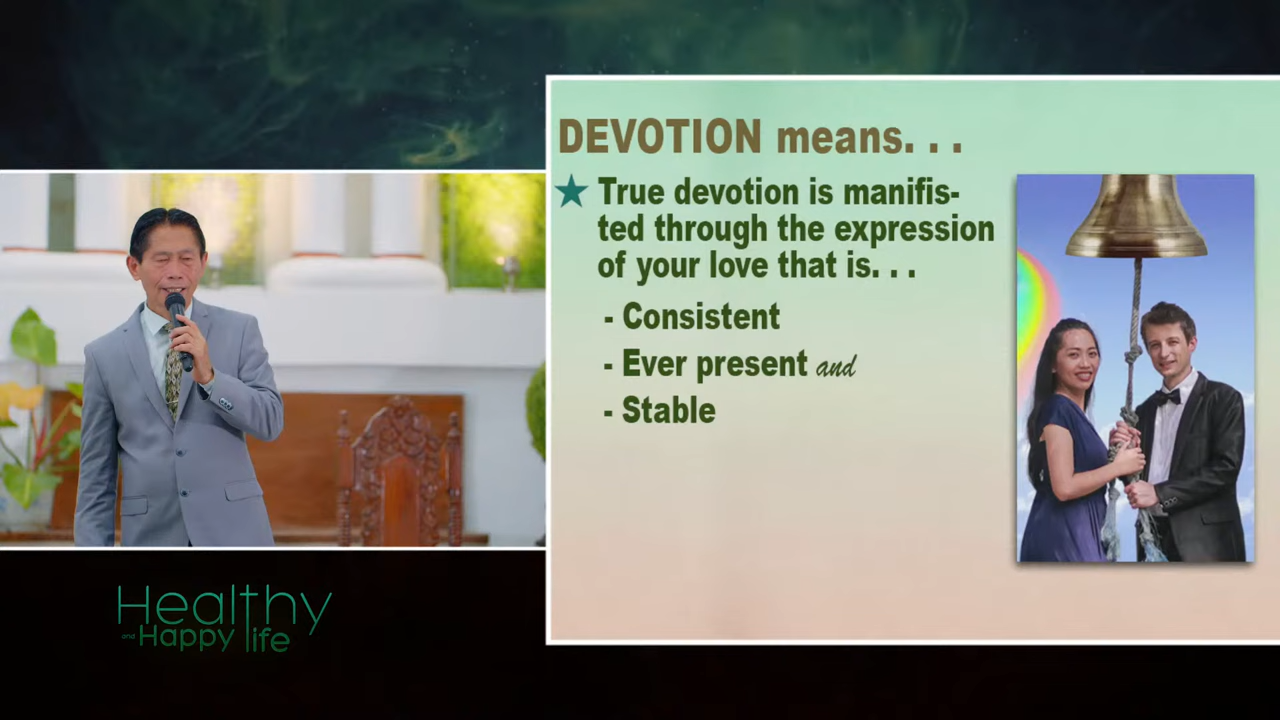 DEVOTION means. . .
★ True devotion is manifis-
ted through the expression
of your love that is. . .
- Consistent
- Ever present and
- Stable
Healthy
and Happy life